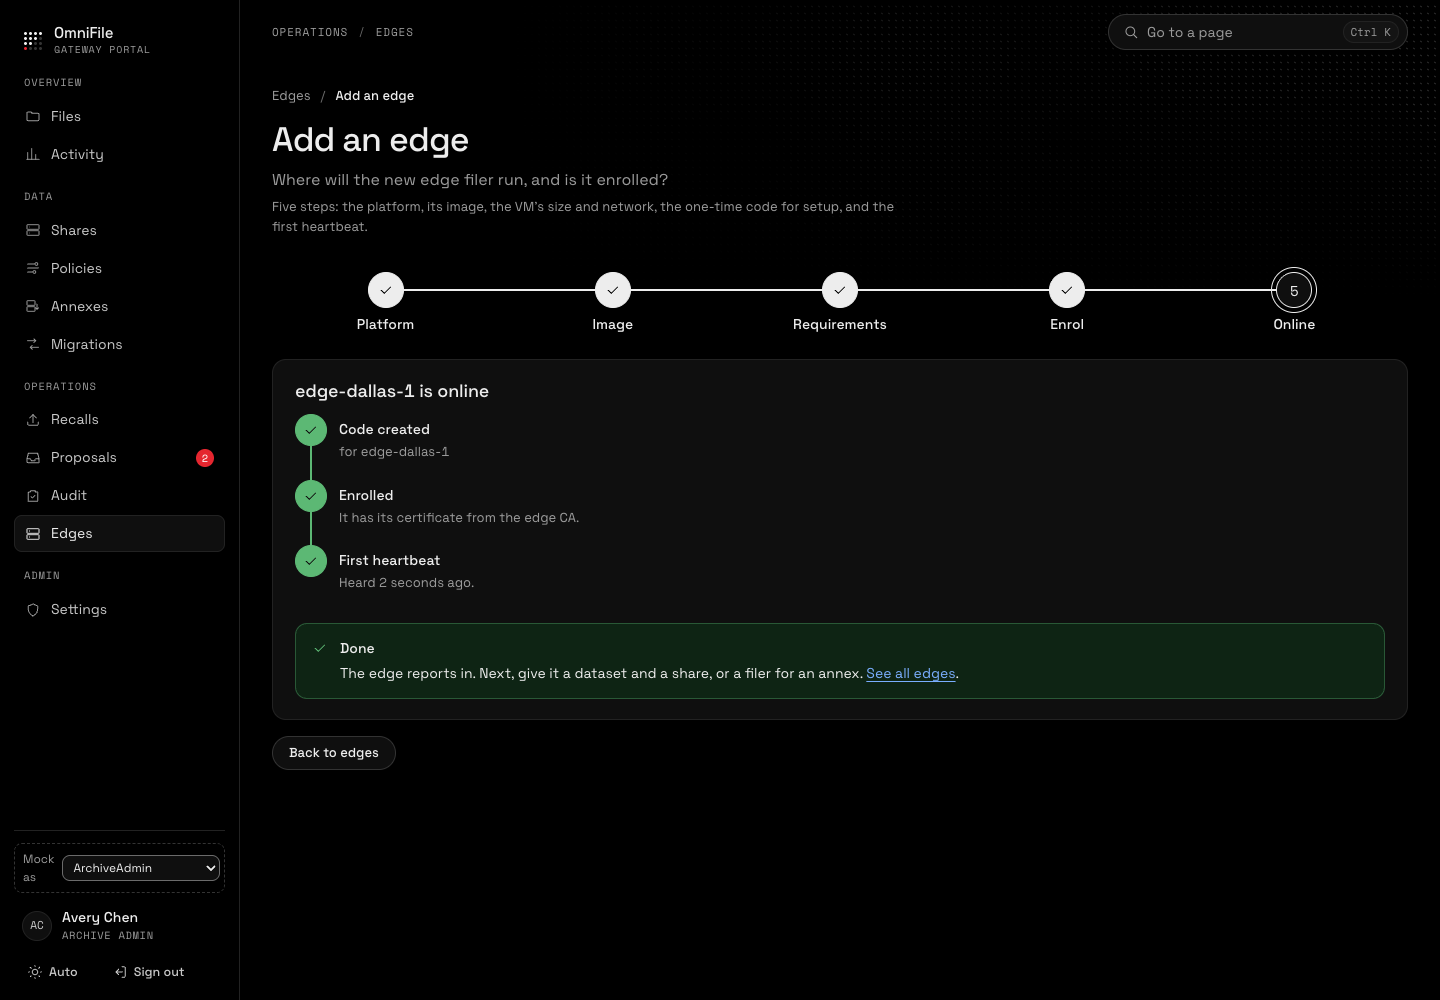 OmniFile
GATEWAY PORTAL
OVERVIEW
Files
Activity
DATA
Shares
Policies
Annexes
Migrations
OPERATIONS
Recalls
Proposals 2
Audit
Edges
ADMIN
Settings
Mock as
ArchiveAdmin
AC
Avery Chen
ARCHIVE ADMIN
Auto
Sign out
OPERATIONS / EDGES
Go to a page
Ctrl K
Edges / Add an edge
Add an edge
Where will the new edge filer run, and is it enrolled?
Five steps: the platform, its image, the VM's size and network, the one-time code for setup, and the
first heartbeat.
5
Platform
Image
Requirements
Enrol
Online
edge-dallas-1 is online
Code created
for edge-dallas-1
Enrolled
It has its certificate from the edge CA.
First heartbeat
Heard 2 seconds ago.
Done
The edge reports in. Next, give it a dataset and a share, or a filer for an annex. See all edges.
Back to edges